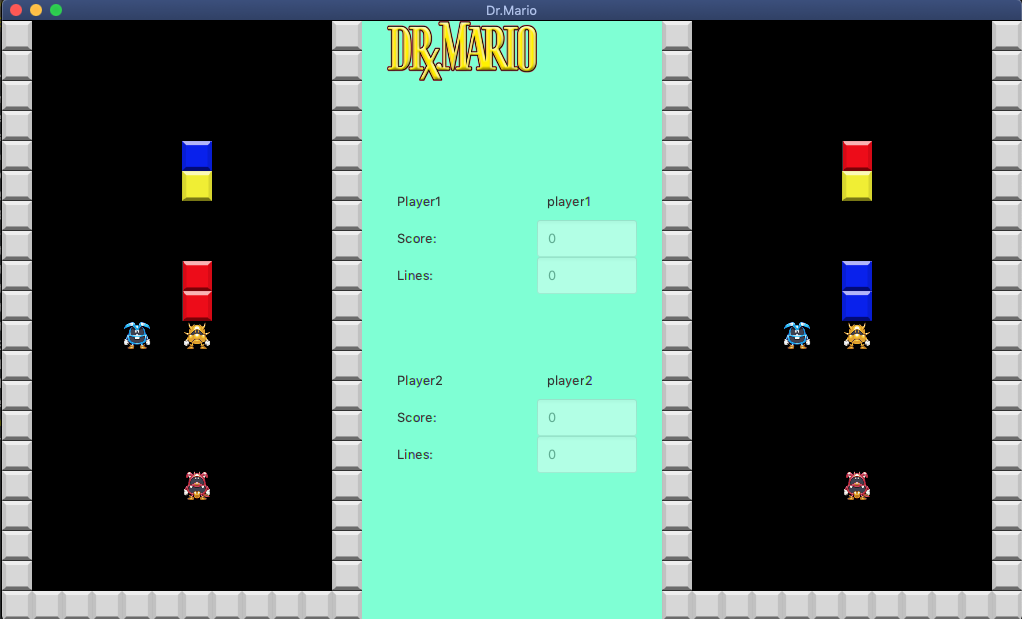 Dr.Mario
DR.MARIO
Player1 player1
Score: 0
Lines: 0
Player2 player2
Score: 0
Lines: 0